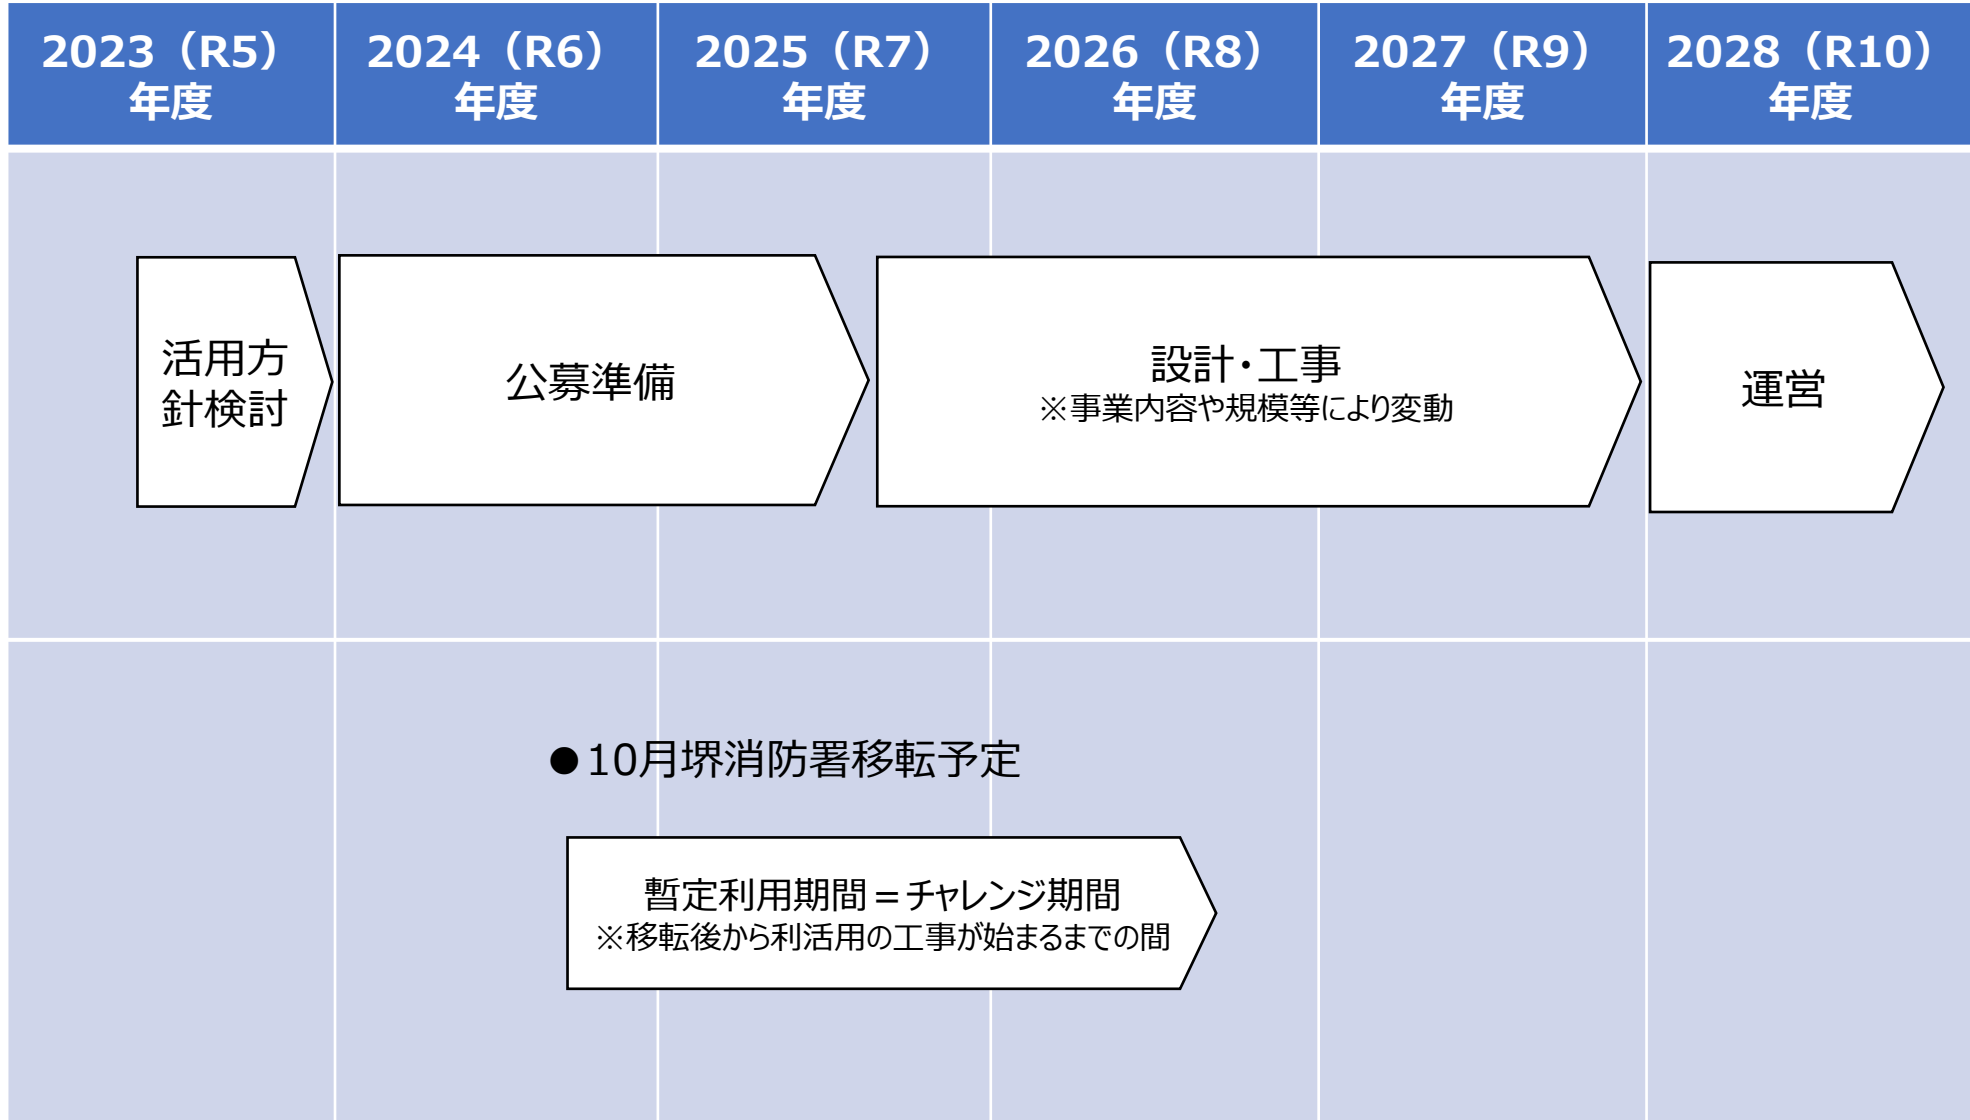 2023（R5）
年度
2024（R6）
年度
2025（R7）
年度
2026（R8）
年度
2027（R9）
年度
2028（R10）
年度
活用方
針検討
公募準備
設計・工事
※事業内容や規模等により変動
運営
●10月堺消防署移転予定
暫定利用期間＝チャレンジ期間
※移転後から利活用の工事が始まるまでの間